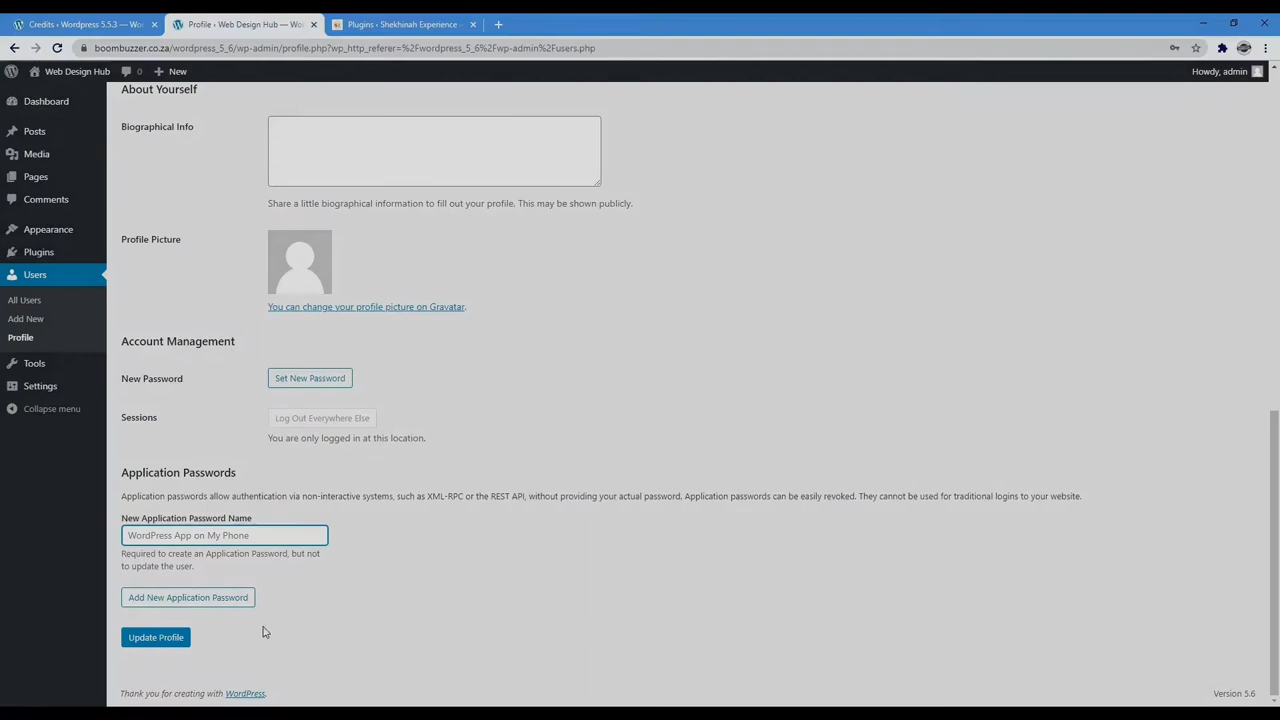 Credits ‹ Wordpress 5.5.3 — Wo
Profile ‹ Web Design Hub — Wor
Plugins ‹ Shekhinah Experience —
boombuzzer.co.za/wordpress_5_6/wp-admin/profile.php?wp_http_referer=%2Fwordpress_5_6%2Fwp-admin%2Fusers.php
Web Design Hub
0
New
Howdy, admin
Dashboard
Posts
Media
Pages
Comments
Appearance
Plugins
Users
All Users
Add New
Profile
Tools
Settings
Collapse menu
About Yourself
Biographical Info
Share a little biographical information to fill out your profile. This may be shown publicly.
Profile Picture
You can change your profile picture on Gravatar.
Account Management
New Password
Set New Password
Sessions
Log Out Everywhere Else
You are only logged in at this location.
Application Passwords
Application passwords allow authentication via non-interactive systems, such as XML-RPC or the REST API, without providing your actual password. Application passwords can be easily revoked. They cannot be used for traditional logins to your website.
New Application Password Name
WordPress App on My Phone
Required to create an Application Password, but not
to update the user.
Add New Application Password
Update Profile
Thank you for creating with WordPress.
Version 5.6